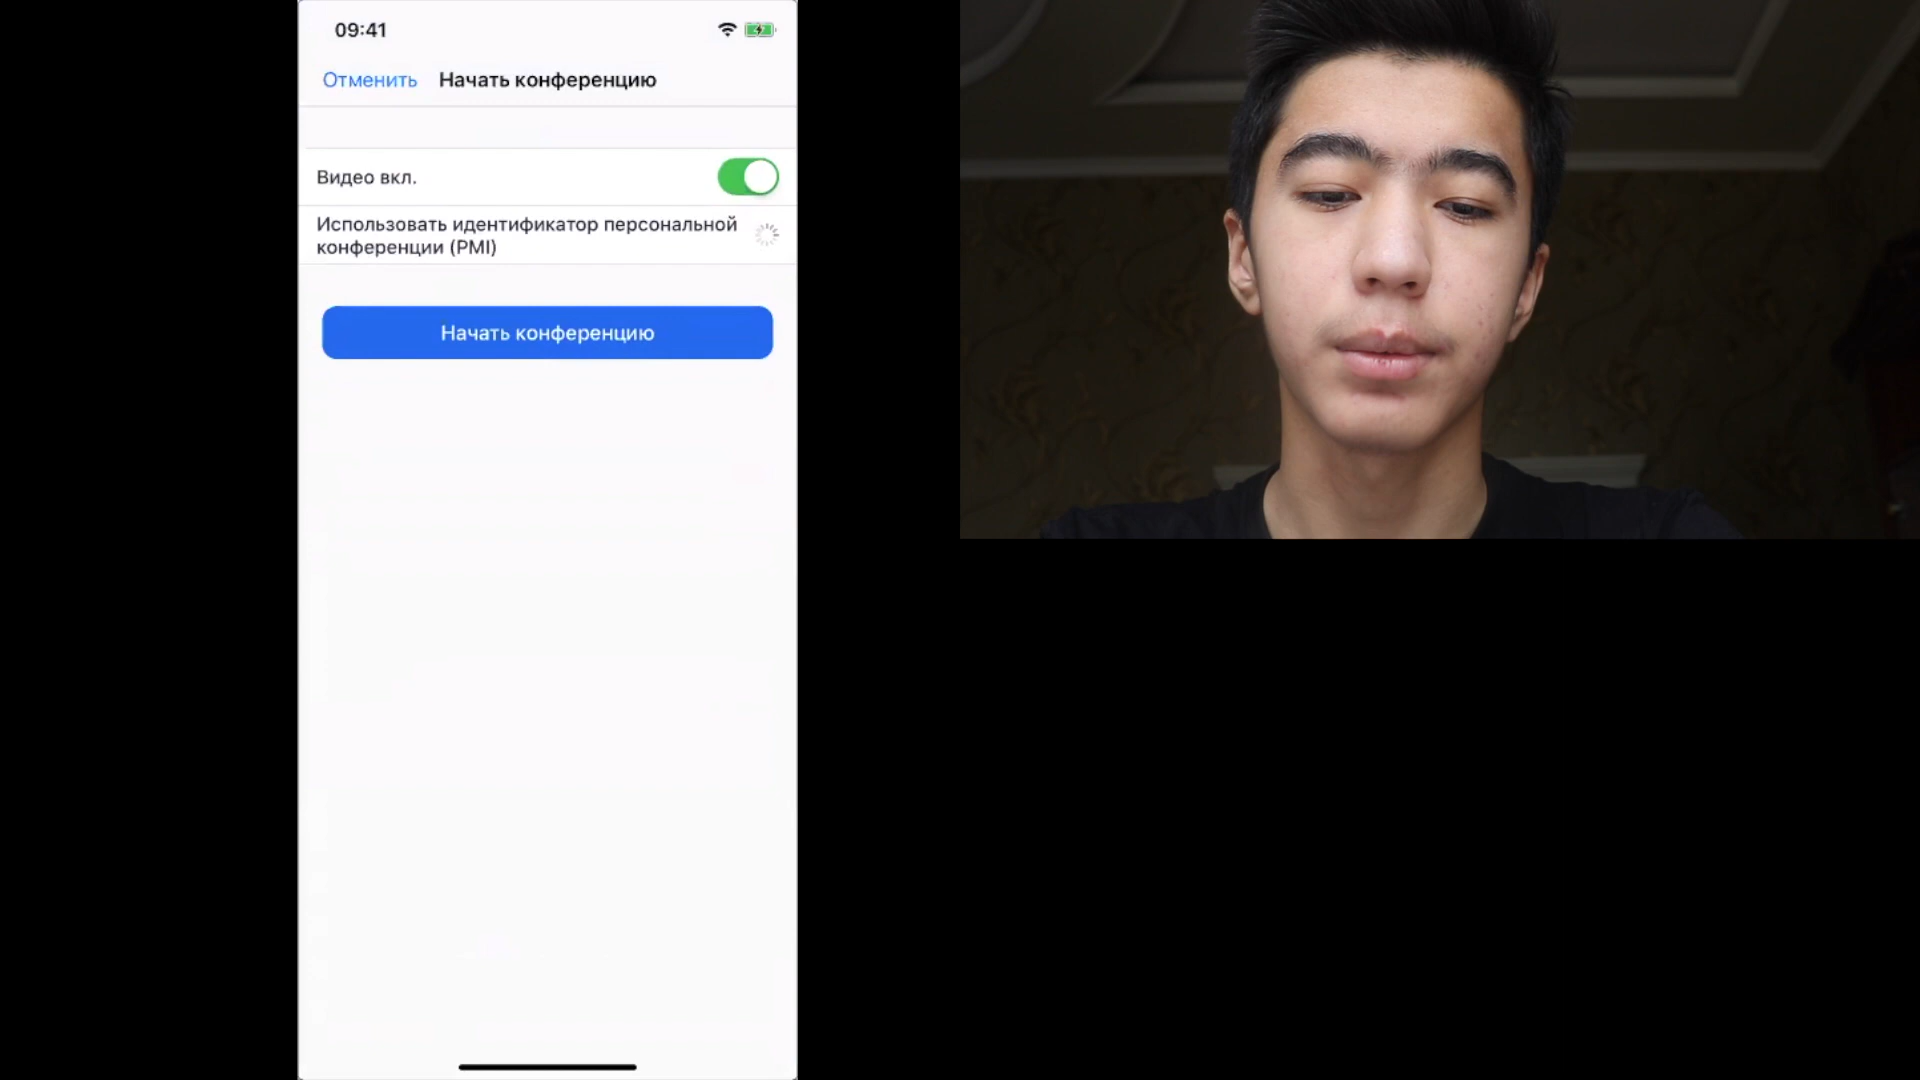 09:41
Отменить Начать конференцию
Видео вкл.
Использовать идентификатор персональной
конференции (PMI)
Начать конференцию